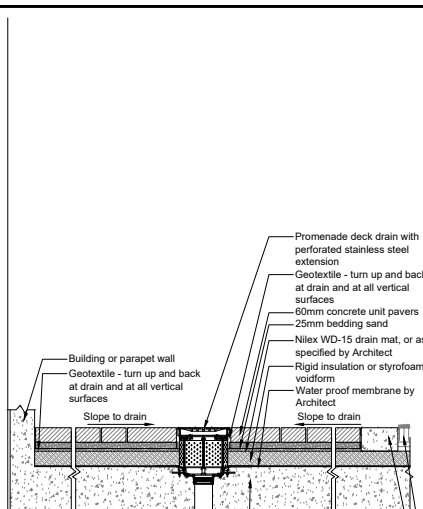 Promenade deck drain with
perforated stainless steel
extension
Geotextile - turn up and back
at drain and at all vertical
surfaces
60mm concrete unit pavers
25mm bedding sand
Nilex WD-15 drain mat, or as
specified by Architect
Rigid insulation or styrofoam
voidform
Water proof membrane by
Architect
Building or parapet wall
Geotextile - turn up and back
at drain and at all vertical
surfaces
Slope to drain
Slope to drain